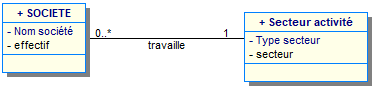 + SOCIETE
- Nom société
- effectif
0..*
1
travaille
+ Secteur activité
- Type secteur
- secteur